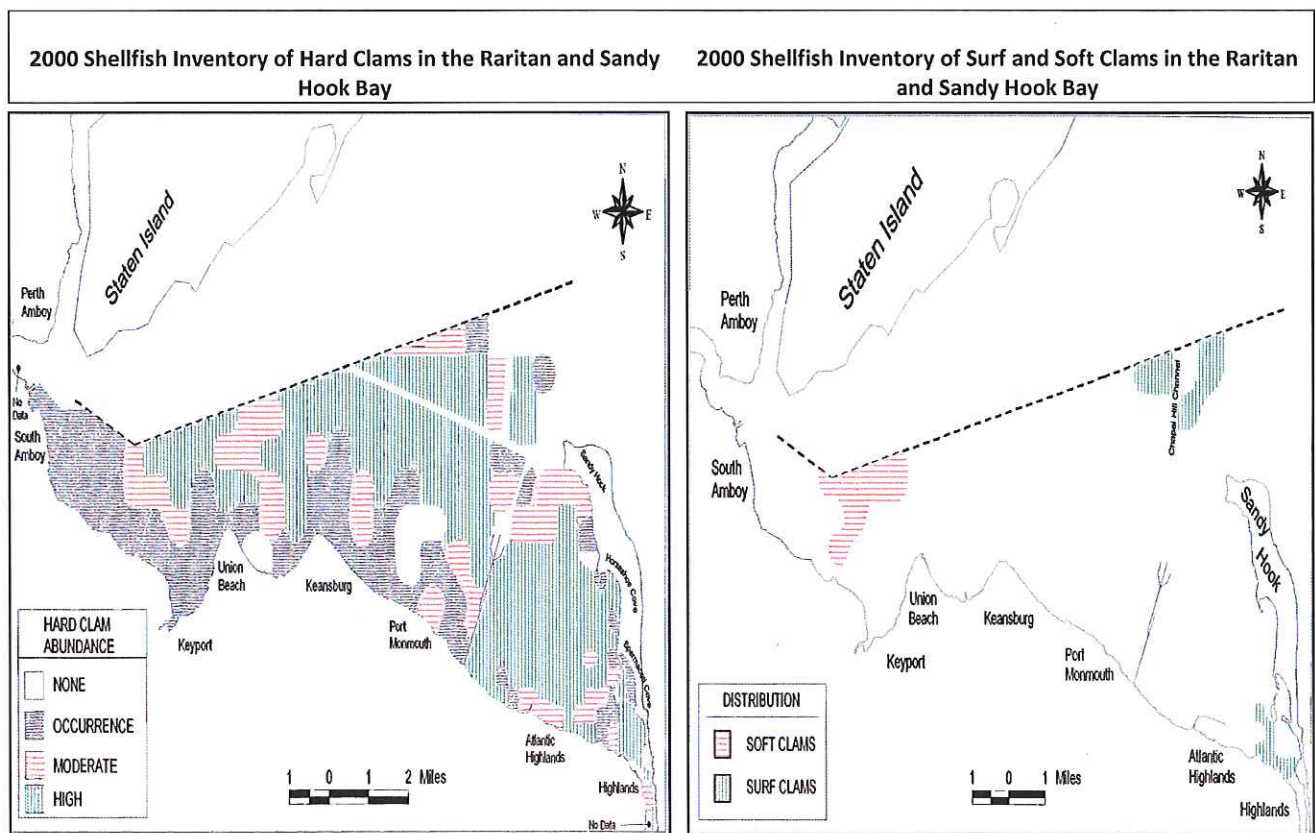 2000 Shellfish Inventory of Hard Clams in the Raritan and Sandy
Hook Bay
N
W
E
S
Staten Island
Perth
Amboy
No
Data
South
Amboy
Sandy Hook
Horseshoe Cove
Spermaceti Cove
Union
Beach
Keansburg
Keyport
Port
Monmouth
Atlantic
Highlands
Highlands
No Data
HARD CLAM
ABUNDANCE
NONE
OCCURRENCE
MODERATE
HIGH
1 0 1 2 Miles
2000 Shellfish Inventory of Surf and Soft Clams in the Raritan
and Sandy Hook Bay
N
W
E
S
Staten Island
Perth
Amboy
Chapel Hill Channel
South
Amboy
Sandy Hook
Union
Beach
Keansburg
Keyport
Port
Monmouth
Atlantic
Highlands
Highlands
DISTRIBUTION
SOFT CLAMS
SURF CLAMS
1 0 1 Miles